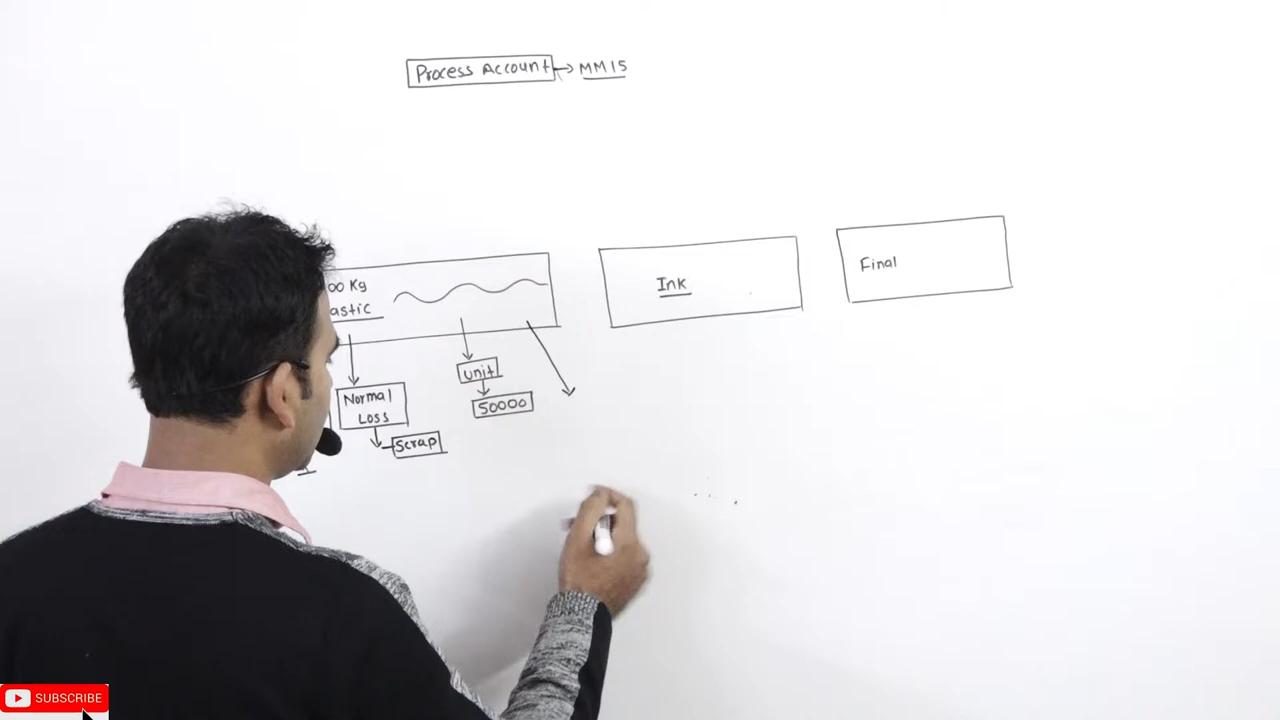 Process Account
MM15
00 Kg
astic
Ink
Final
Normal
Loss
Scrap
unit
50000
SUBSCRIBE